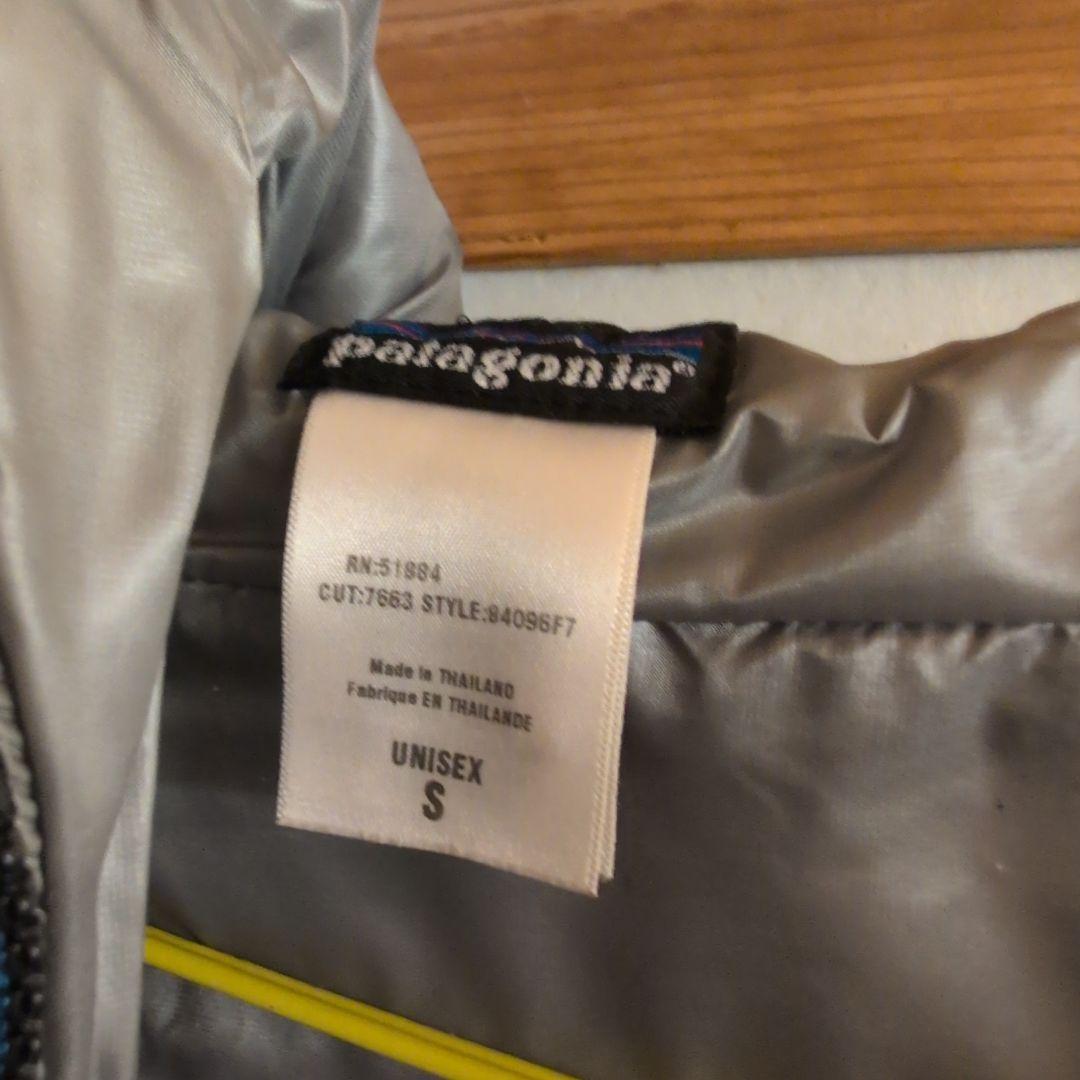 patagonia®
RN:51884
CUT:7663 STYLE:84096F7
Made in THAILAND
Fabrique EN THAILANDE
UNISEX
S